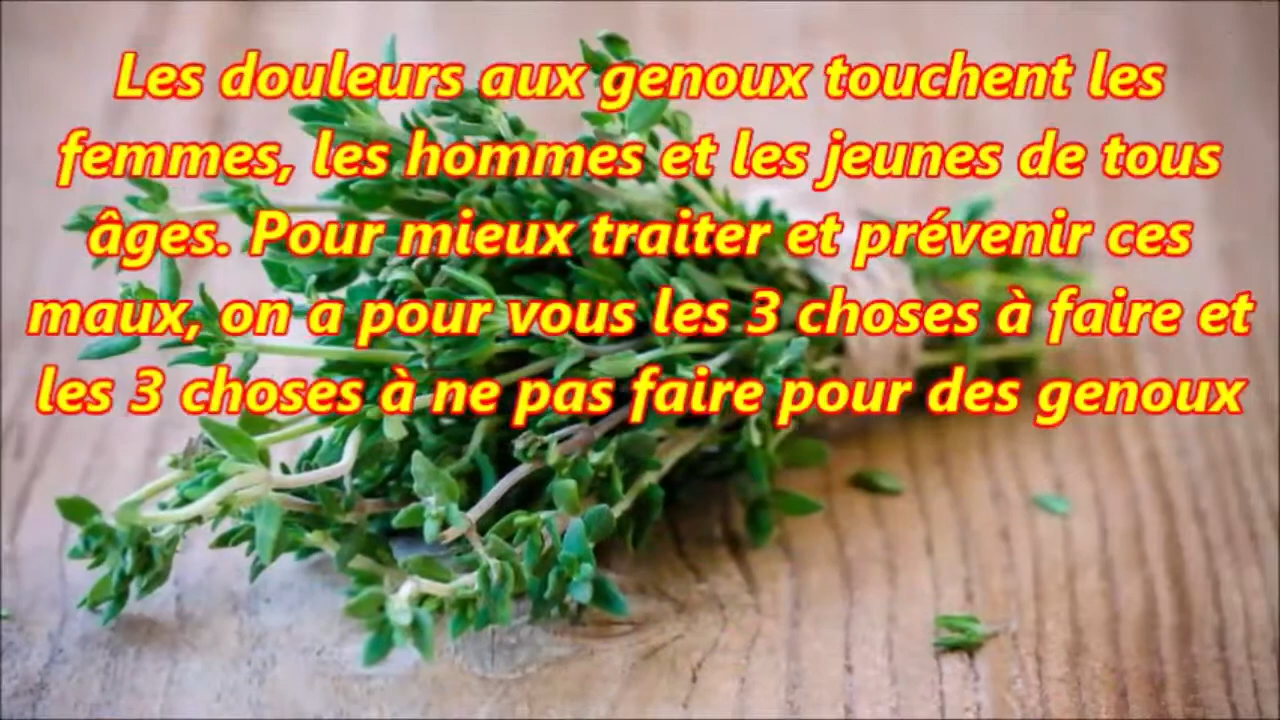 Les douleurs aux genoux touchent les
femmes, les hommes et les jeunes de tous
âges. Pour mieux traiter et prévenir ces
maux, on a pour vous les 3 choses à faire et
les 3 choses à ne pas faire pour des genoux